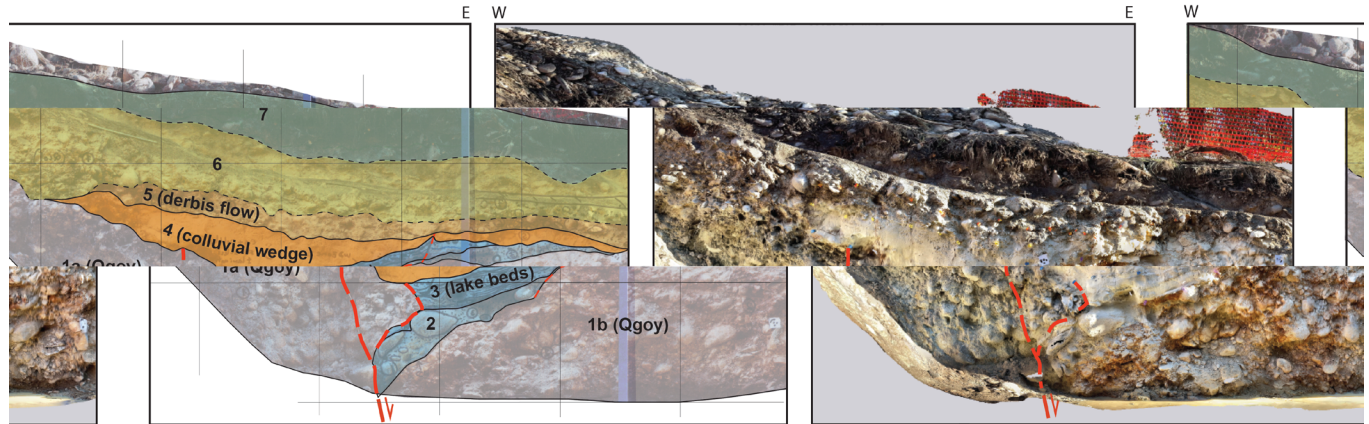 E W E W
7
6
5 (derbis flow)
4 (colluvial wedge)
1a (Qgoy) 1a (Qgoy)
3 (lake beds)
2
1b (Qgoy)